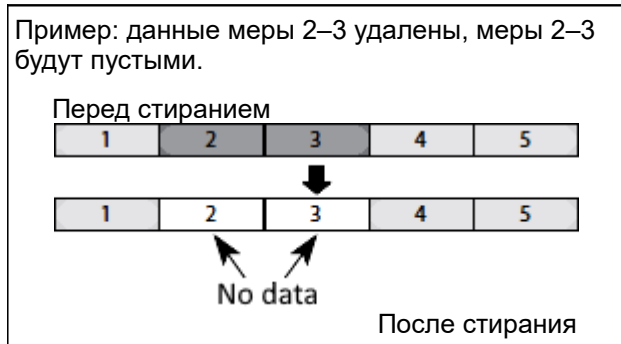 Пример: данные меры 2–3 удалены, меры 2–3
будут пустыми.
Перед стиранием
1 2 3 4 5
1 2 3 4 5
No data
После стирания